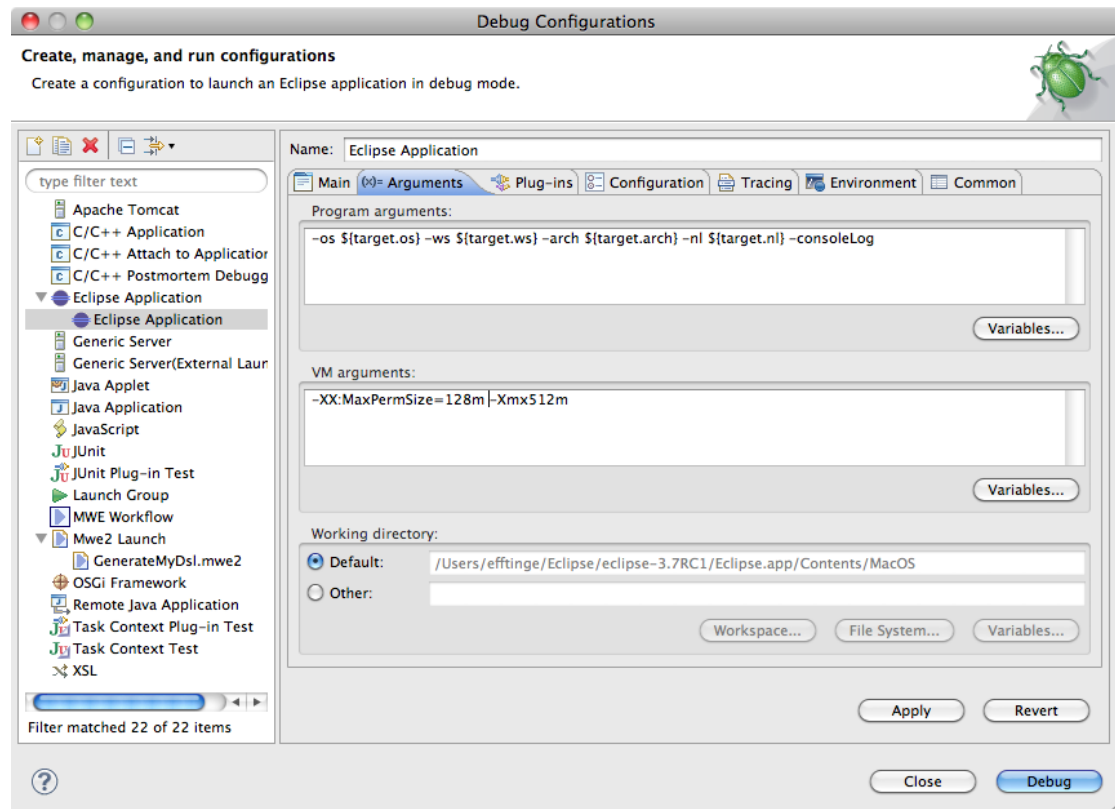 Debug Configurations
Create, manage, and run configurations
Create a configuration to launch an Eclipse application in debug mode.
type filter text
Apache Tomcat
C/C++ Application
C/C++ Attach to Application
C/C++ Postmortem Debugg
Eclipse Application
Eclipse Application
Generic Server
Generic Server(External Laun
Java Applet
Java Application
JavaScript
JUnit
JUnit Plug-in Test
Launch Group
MWE Workflow
Mwe2 Launch
GenerateMyDsl.mwe2
OSGi Framework
Remote Java Application
Task Context Plug-in Test
Task Context Test
XSL
Filter matched 22 of 22 items
Name: Eclipse Application
Main (x)= Arguments Plug-ins Configuration Tracing Environment Common
Program arguments:
-os ${target.os} -ws ${target.ws} -arch ${target.arch} -nl ${target.nl} -consoleLog
Variables...
VM arguments:
-XX:MaxPermSize=128m -Xmx512m
Variables...
Working directory:
Default: /Users/efftinge/Eclipse/eclipse-3.7RC1/Eclipse.app/Contents/MacOS
Other:
Workspace... File System... Variables...
Apply Revert
? Close Debug